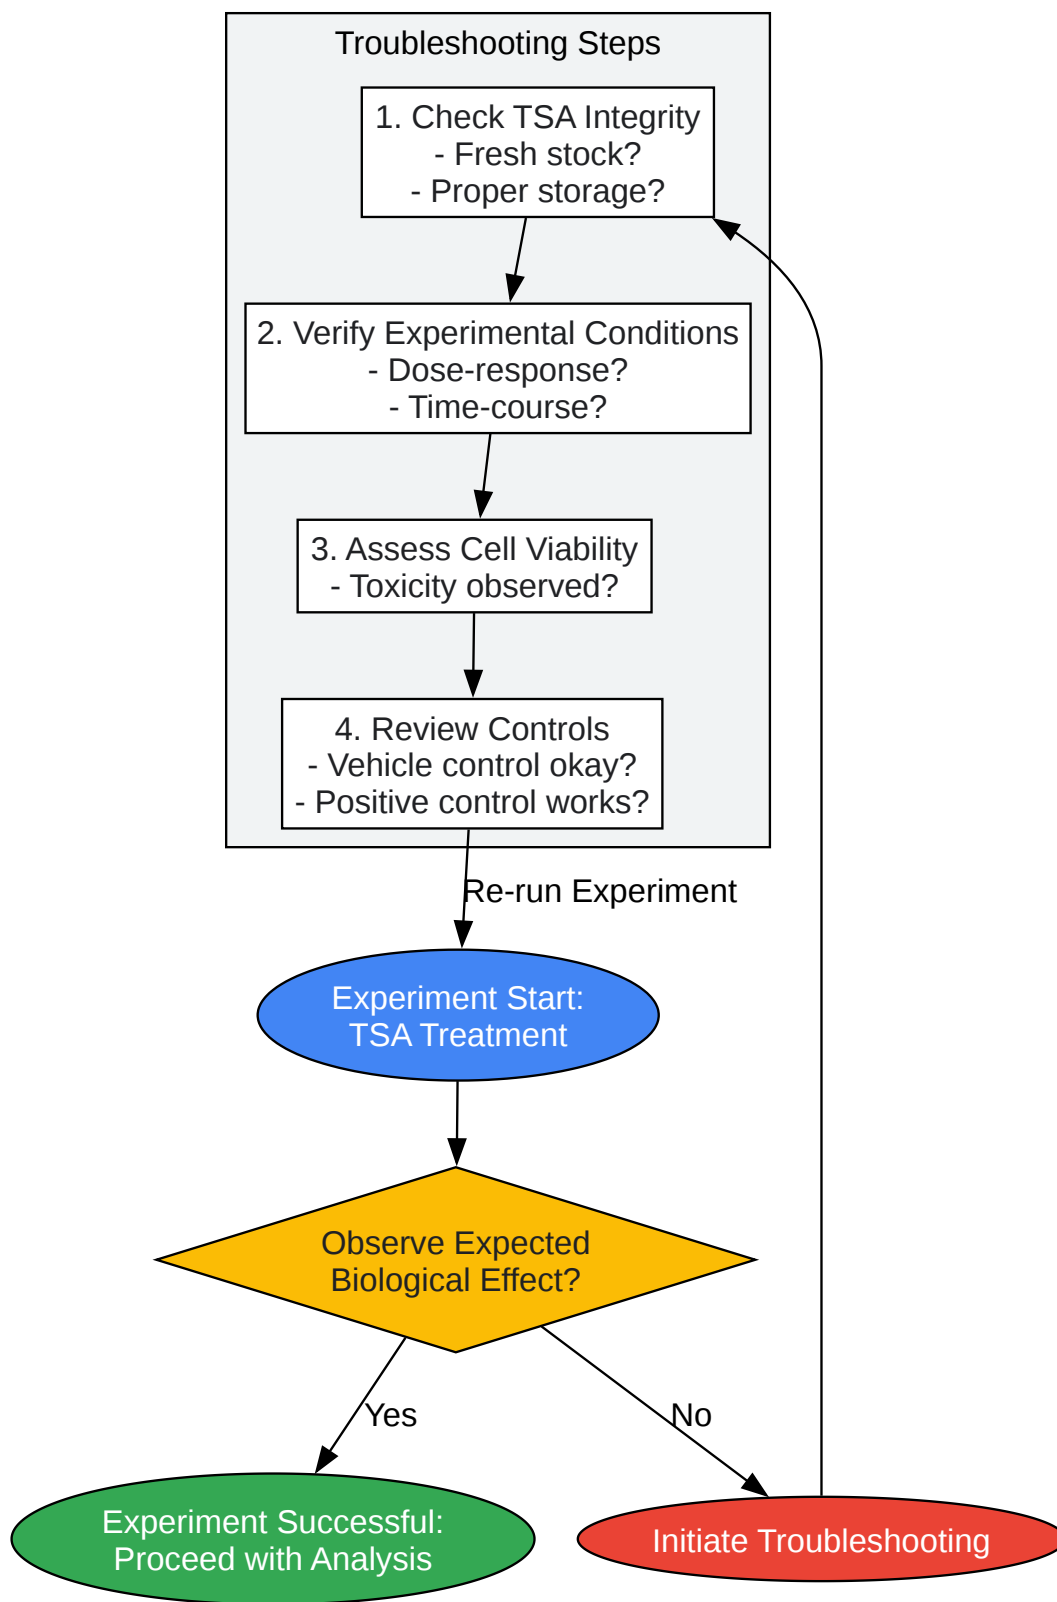 Troubleshooting Steps
1. Check TSA Integrity
- Fresh stock?
- Proper storage?
2. Verify Experimental Conditions
- Dose-response?
- Time-course?
3. Assess Cell Viability
- Toxicity observed?
4. Review Controls
- Vehicle control okay?
- Positive control works?
Re-run Experiment
Experiment Start:
TSA Treatment
Observe Expected
Biological Effect?
Yes
No
Experiment Successful:
Proceed with Analysis
Initiate Troubleshooting